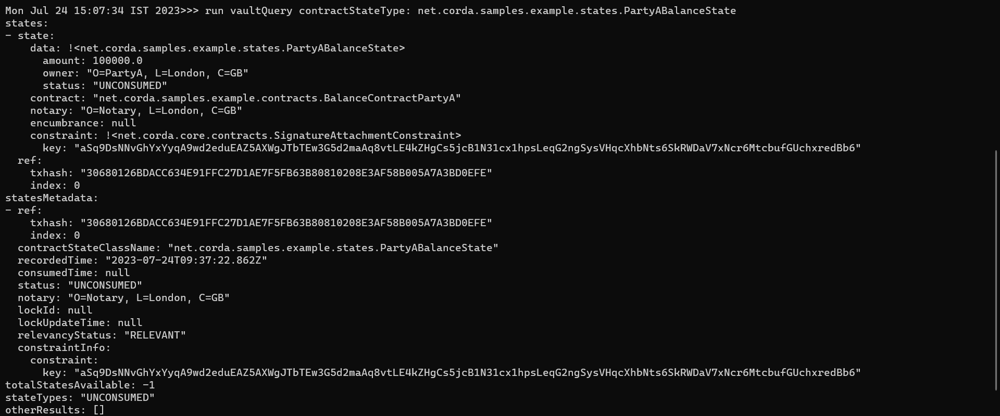 Mon Jul 24 15:07:34 IST 2023>>> run vaultQuery contractStateType: net.corda.samples.example.states.PartyABalanceState
states:
- state:
    data: !<net.corda.samples.example.states.PartyABalanceState>
      amount: 100000.0
      owner: "O=PartyA, L=London, C=GB"
      status: "UNCONSUMED"
    contract: "net.corda.samples.example.contracts.BalanceContractPartyA"
    notary: "O=Notary, L=London, C=GB"
    encumbrance: null
    constraint: !<net.corda.core.contracts.SignatureAttachmentConstraint>
      key: "aSq9DsNNvGhYxYyqA9wd2eduEAZ5AXWgJTbTEw3G5d2maAq8vtLE4kZHgCs5jcB1N31cx1hpsLeqG2ngSysVHqcXhbNts6SkRWDaV7xNcr6MtcbufGUchxredBb6"
  ref:
    txhash: "30680126BDACC634E91FFC27D1AE7F5FB63B80810208E3AF58B005A7A3BD0EFE"
    index: 0
statesMetadata:
- ref:
    txhash: "30680126BDACC634E91FFC27D1AE7F5FB63B80810208E3AF58B005A7A3BD0EFE"
    index: 0
  contractStateClassName: "net.corda.samples.example.states.PartyABalanceState"
  recordedTime: "2023-07-24T09:37:22.862Z"
  consumedTime: null
  status: "UNCONSUMED"
  notary: "O=Notary, L=London, C=GB"
  lockId: null
  lockUpdateTime: null
  relevancyStatus: "RELEVANT"
  constraintInfo:
    constraint:
      key: "aSq9DsNNvGhYxYyqA9wd2eduEAZ5AXWgJTbTEw3G5d2maAq8vtLE4kZHgCs5jcB1N31cx1hpsLeqG2ngSysVHqcXhbNts6SkRWDaV7xNcr6MtcbufGUchxredBb6"
totalStatesAvailable: -1
stateTypes: "UNCONSUMED"
otherResults: []